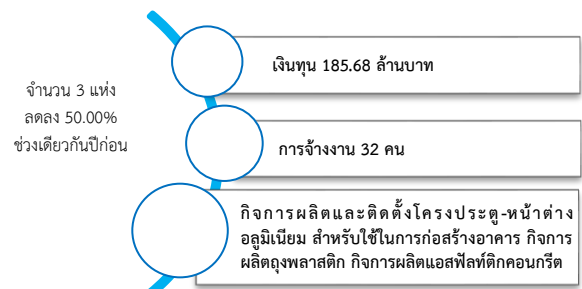 จำนวน 3 แห่ง
ลดลง 50.00%
ช่วงเดียวกันปีก่อน
เงินทุน 185.68 ล้านบาท
การจ้างงาน 32 คน
กิจการผลิตและติดตั้งโครงประตู-หน้าต่าง
อลูมิเนียม สำหรับใช้ในการก่อสร้างอาคาร กิจการ
ผลิตถุงพลาสติก กิจการผลิตแอสฟัลท์ติกคอนกรีต